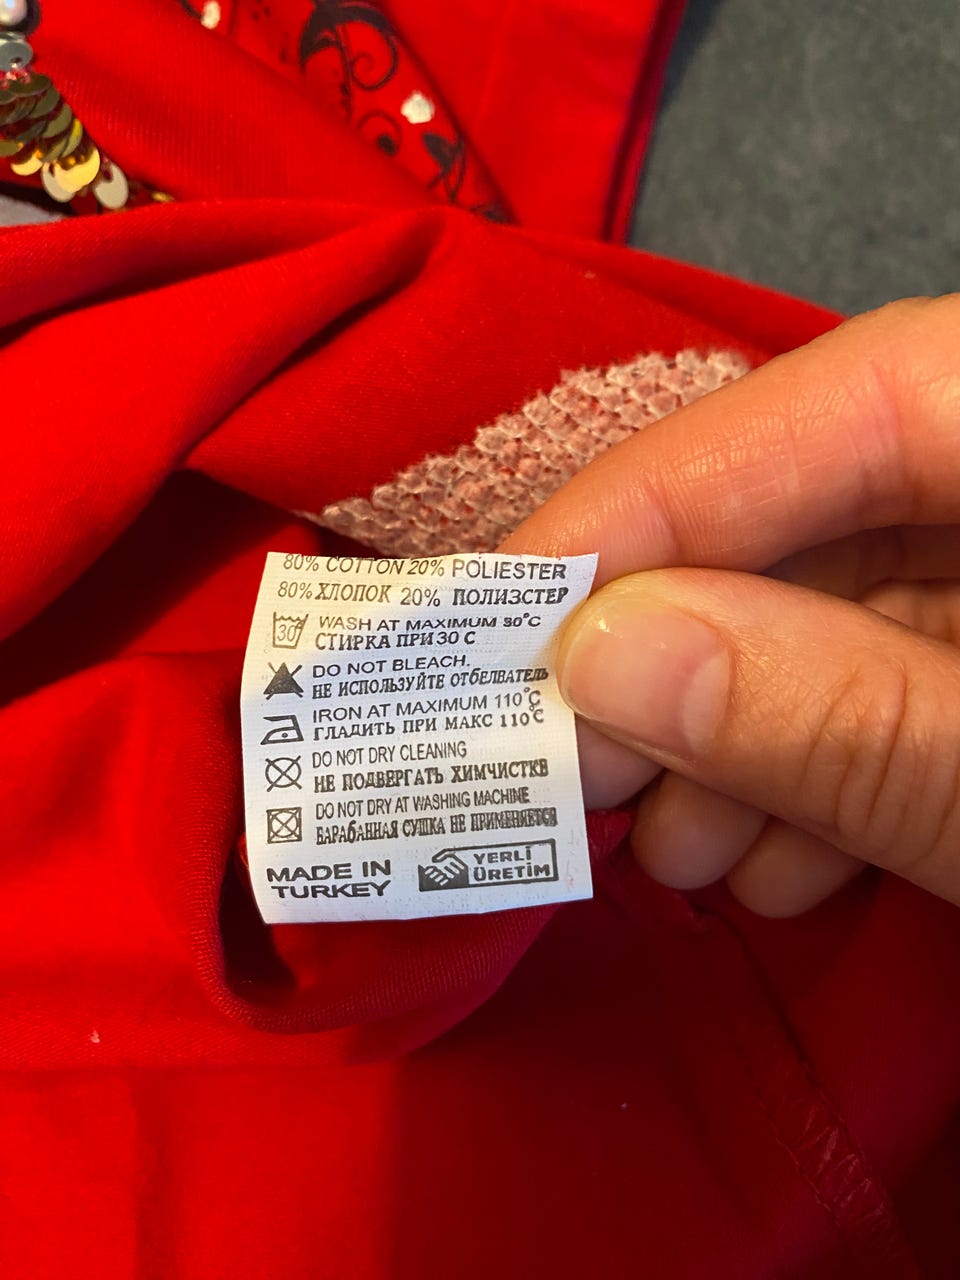 80% COTTON 20% POLIESTER
80% ХЛОПОК 20% ПОЛИЗСТЕР
30 WASH AT MAXIMUM 30°C
СТИРКА ПРИ 30 С
DO NOT BLEACH.
НЕ ИСПОЛЬЗУЙТЕ ОТБЕЛВАТЕЛЬ
IRON AT MAXIMUM 110°C
ГЛАДИТЬ ПРИ МАКС 110°C
DO NOT DRY CLEANING
НЕ ПОДВЕРГАТЬ ХИМЧИСТКЕ
DO NOT DRY AT WASHING MACHINE
БАРАБАННАЯ СУШКА НЕ ПРИМЕНЯЕТСЯ
MADE IN
TURKEY
YERLİ
ÜRETİM